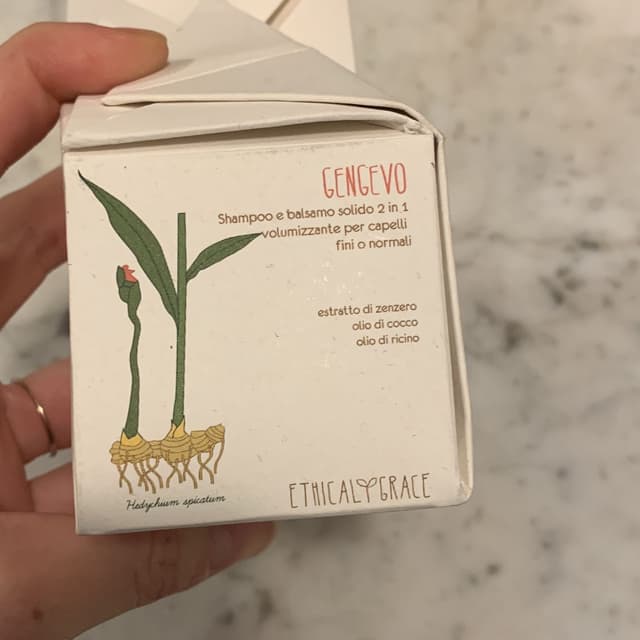 GENGEVO
Shampoo e balsamo solido 2 in 1
volumizzante per capelli
fini o normali
estratto di zenzero
olio di cocco
olio di ricino
Hedychium spicatum
ETHICAL GRACE